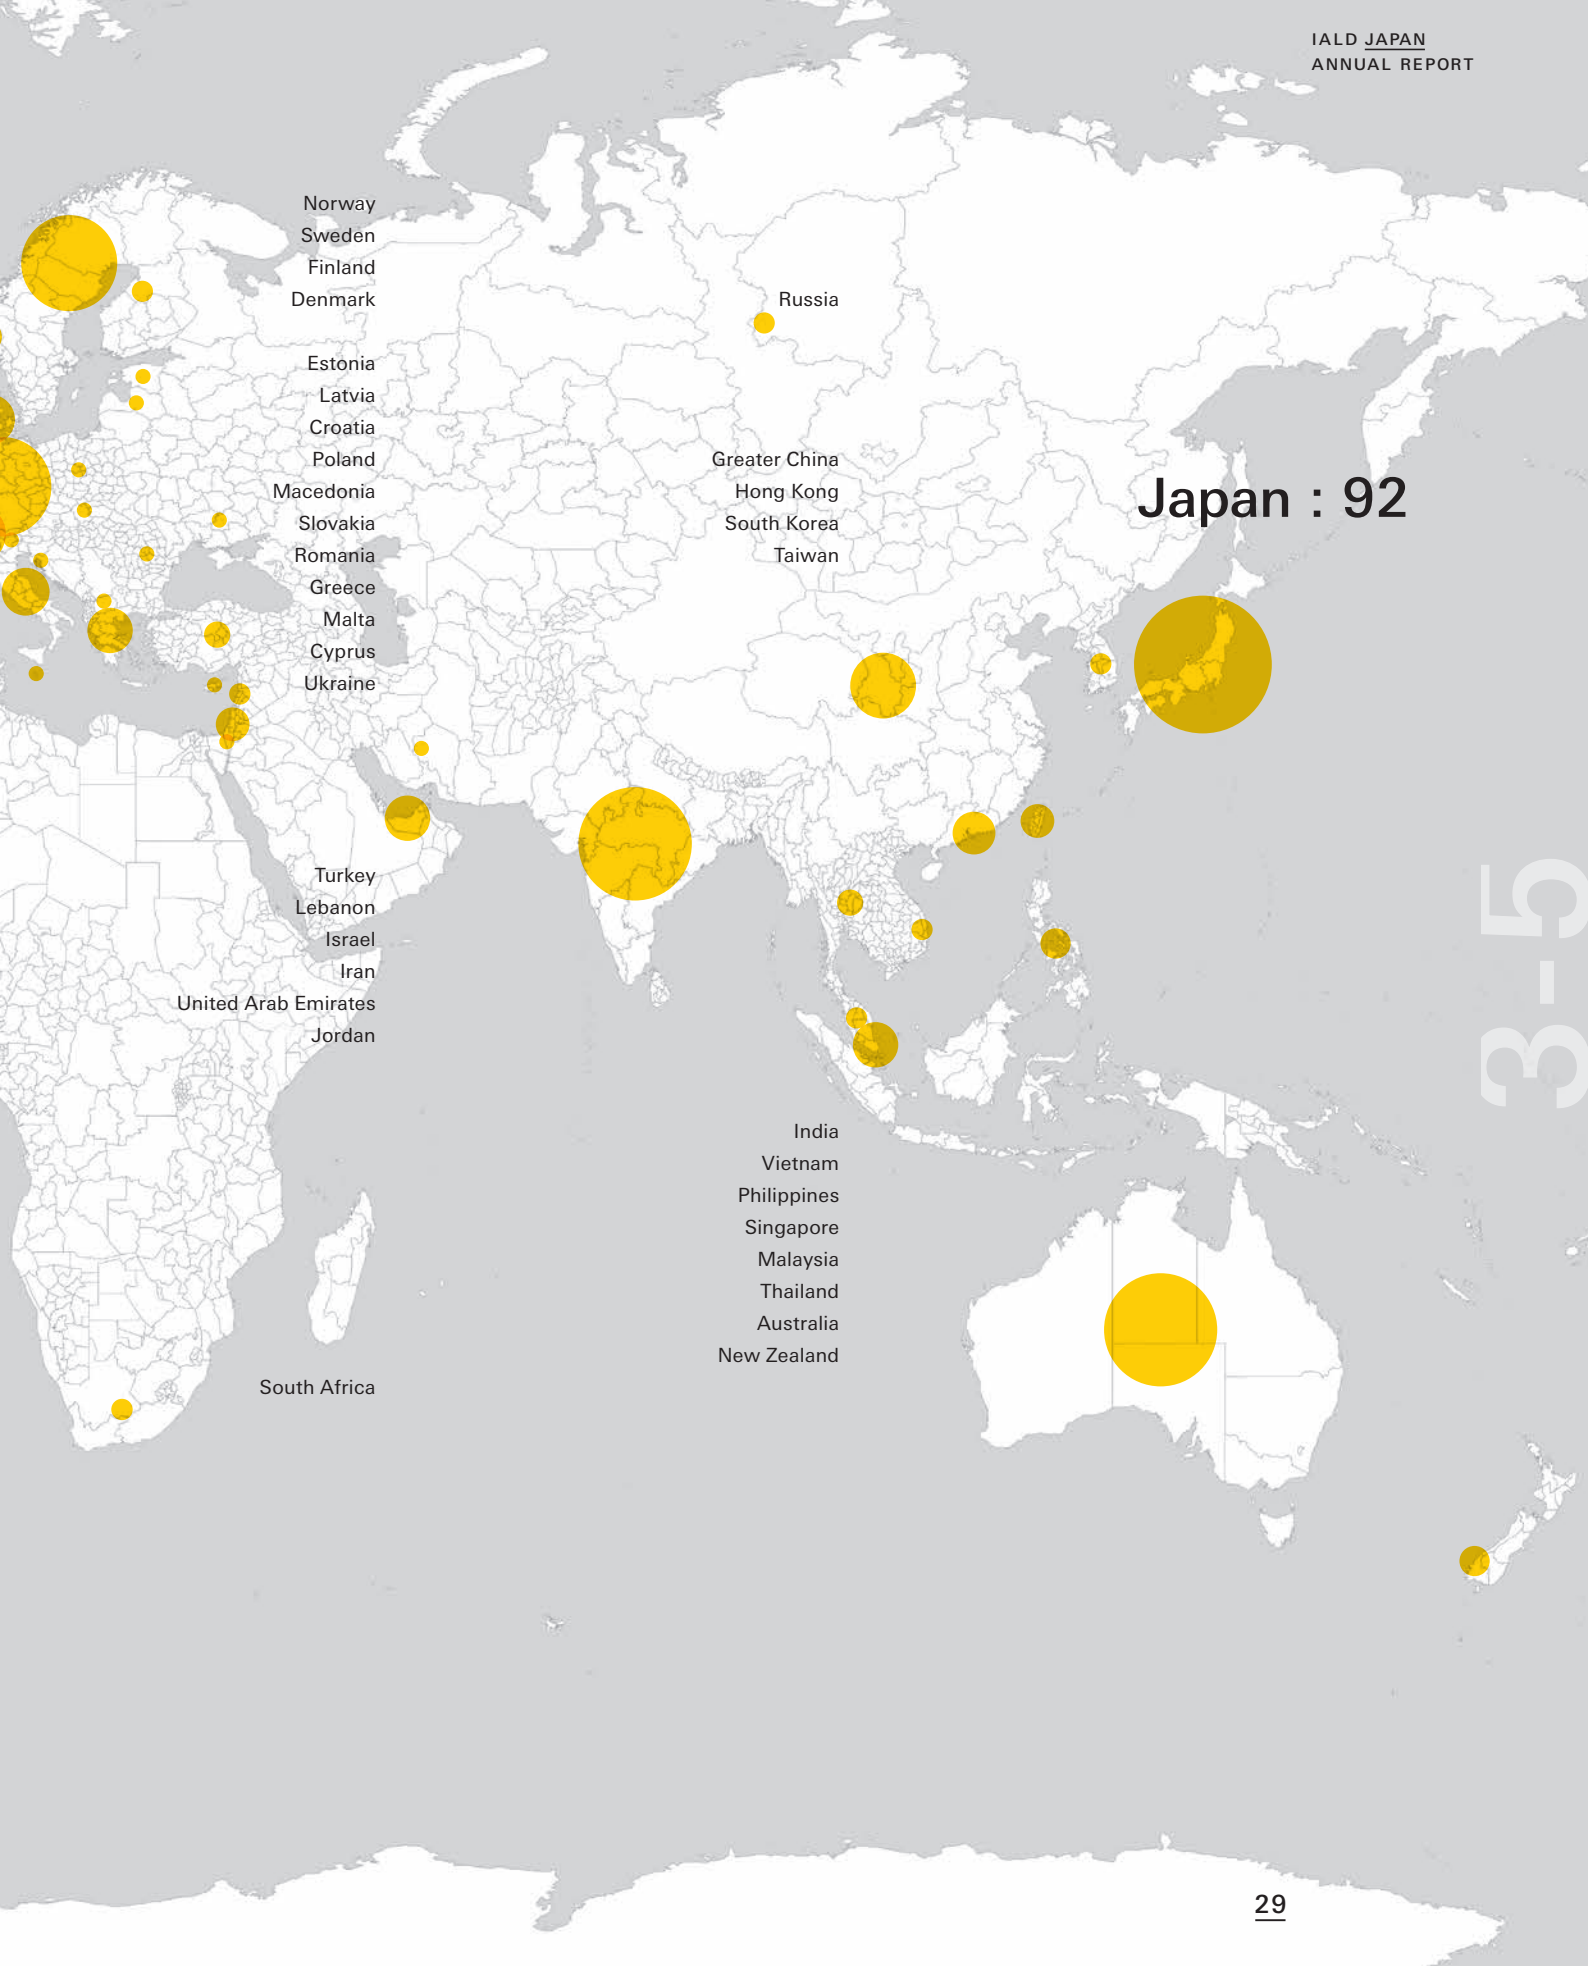 IALD JAPAN
ANNUAL REPORT
Norway
Sweden
Finland
Denmark
Estonia
Latvia
Croatia
Poland
Macedonia
Slovakia
Romania
Greece
Malta
Cyprus
Ukraine
Turkey
Lebanon
Israel
Iran
United Arab Emirates
Jordan
South Africa
Russia
Greater China
Hong Kong
South Korea
Taiwan
India
Vietnam
Philippines
Singapore
Malaysia
Thailand
Australia
New Zealand
Japan : 92
3-5
29